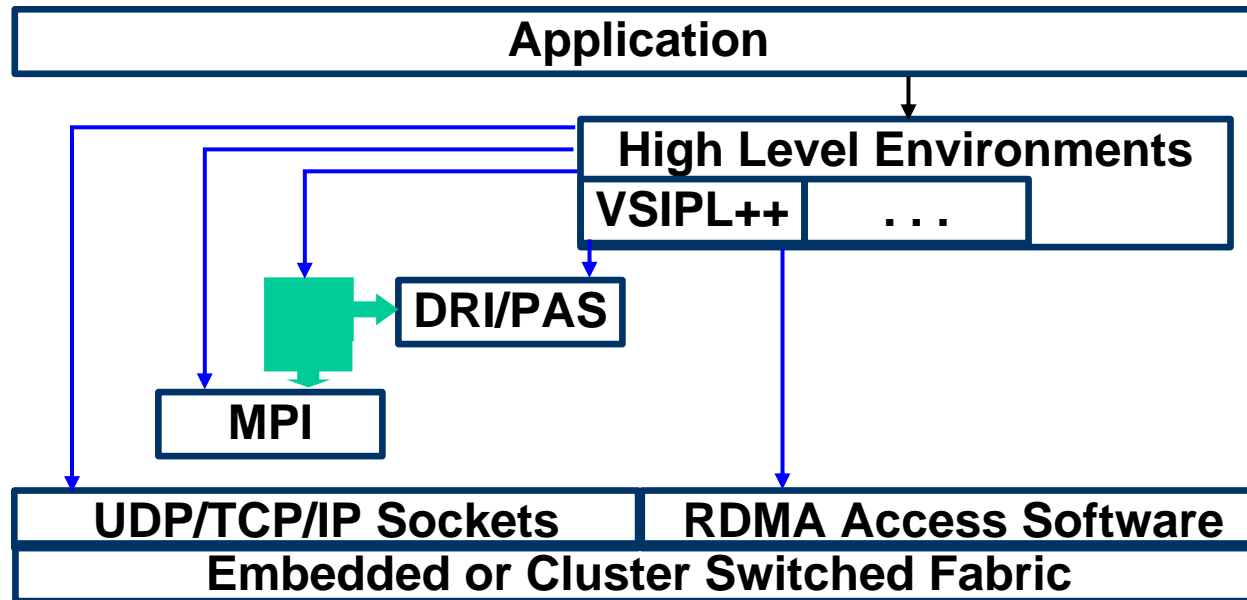 Application
High Level Environments
VSIPL++
. . .
DRI/PAS
MPI
UDP/TCP/IP Sockets
RDMA Access Software
Embedded or Cluster Switched Fabric